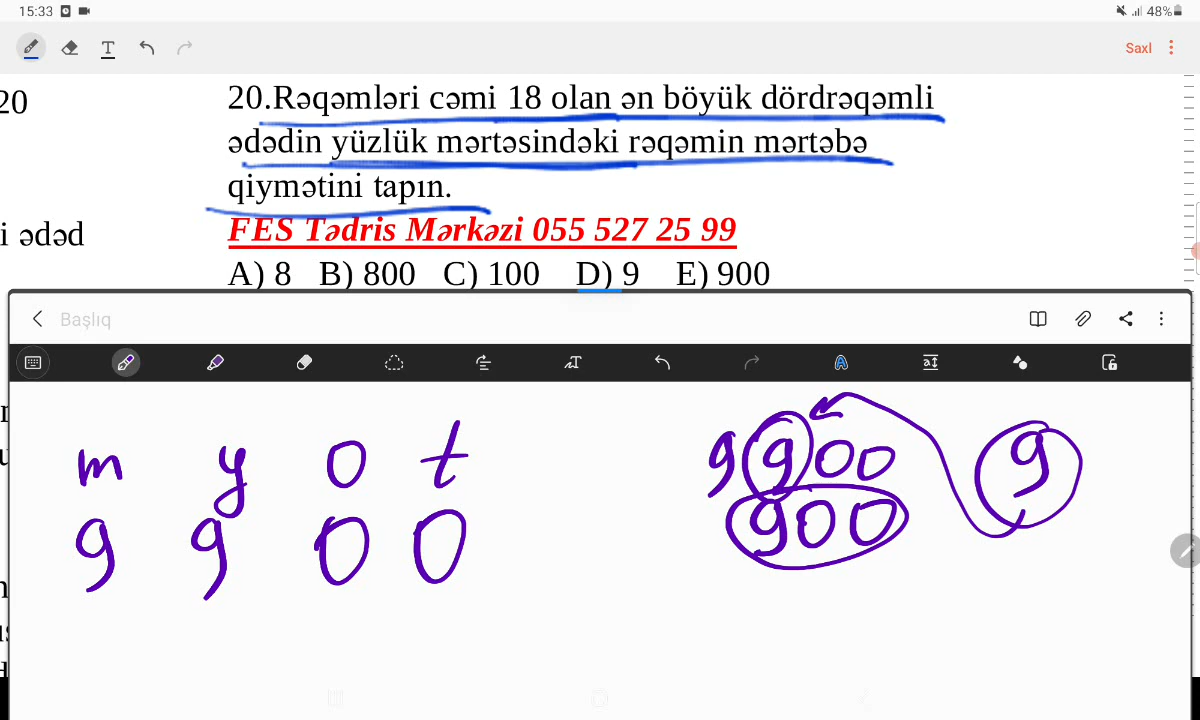 15:33 48%
Saxl
20
20.Rəqəmləri cəmi 18 olan ən böyük dördrəqəmli
ədədin yüzlük mərtəsindəki rəqəmin mərtəbə
qiymətini tapın.
i ədəd
FES Tədris Mərkəzi 055 527 25 99
A) 8 B) 800 C) 100 D) 9 E) 900
Başlıq
m y o t
9 9 0 0
9900 9
900